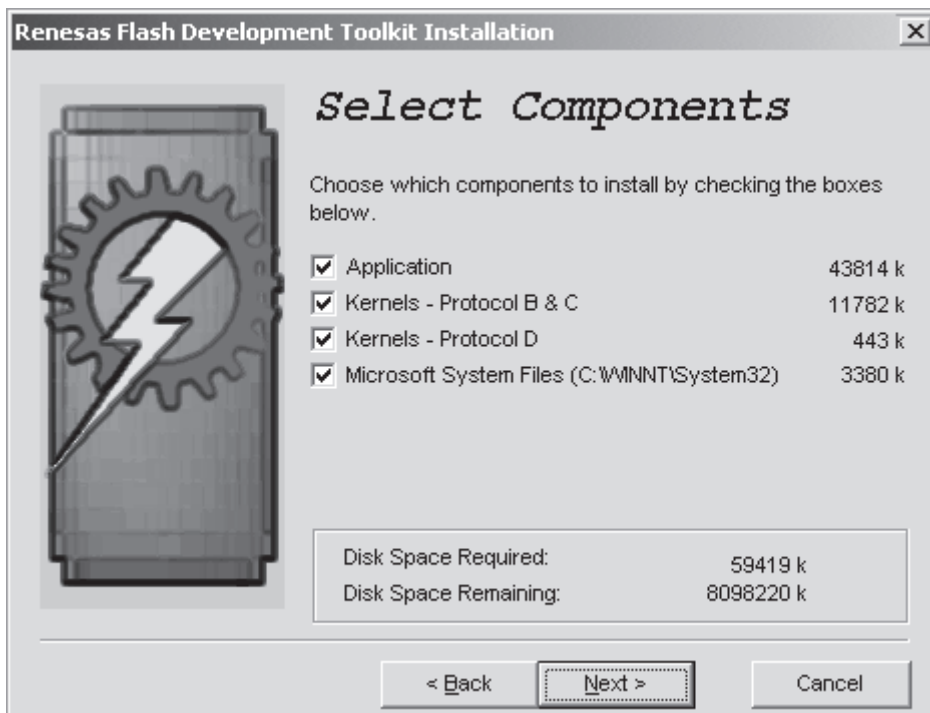 Renesas Flash Development Toolkit Installation
Select Components
Choose which components to install by checking the boxes
below.
Application 43814 k
Kernels - Protocol B & C 11782 k
Kernels - Protocol D 443 k
Microsoft System Files (C:\WINNT\System32) 3380 k
Disk Space Required: 59419 k
Disk Space Remaining: 8098220 k
< Back Next > Cancel